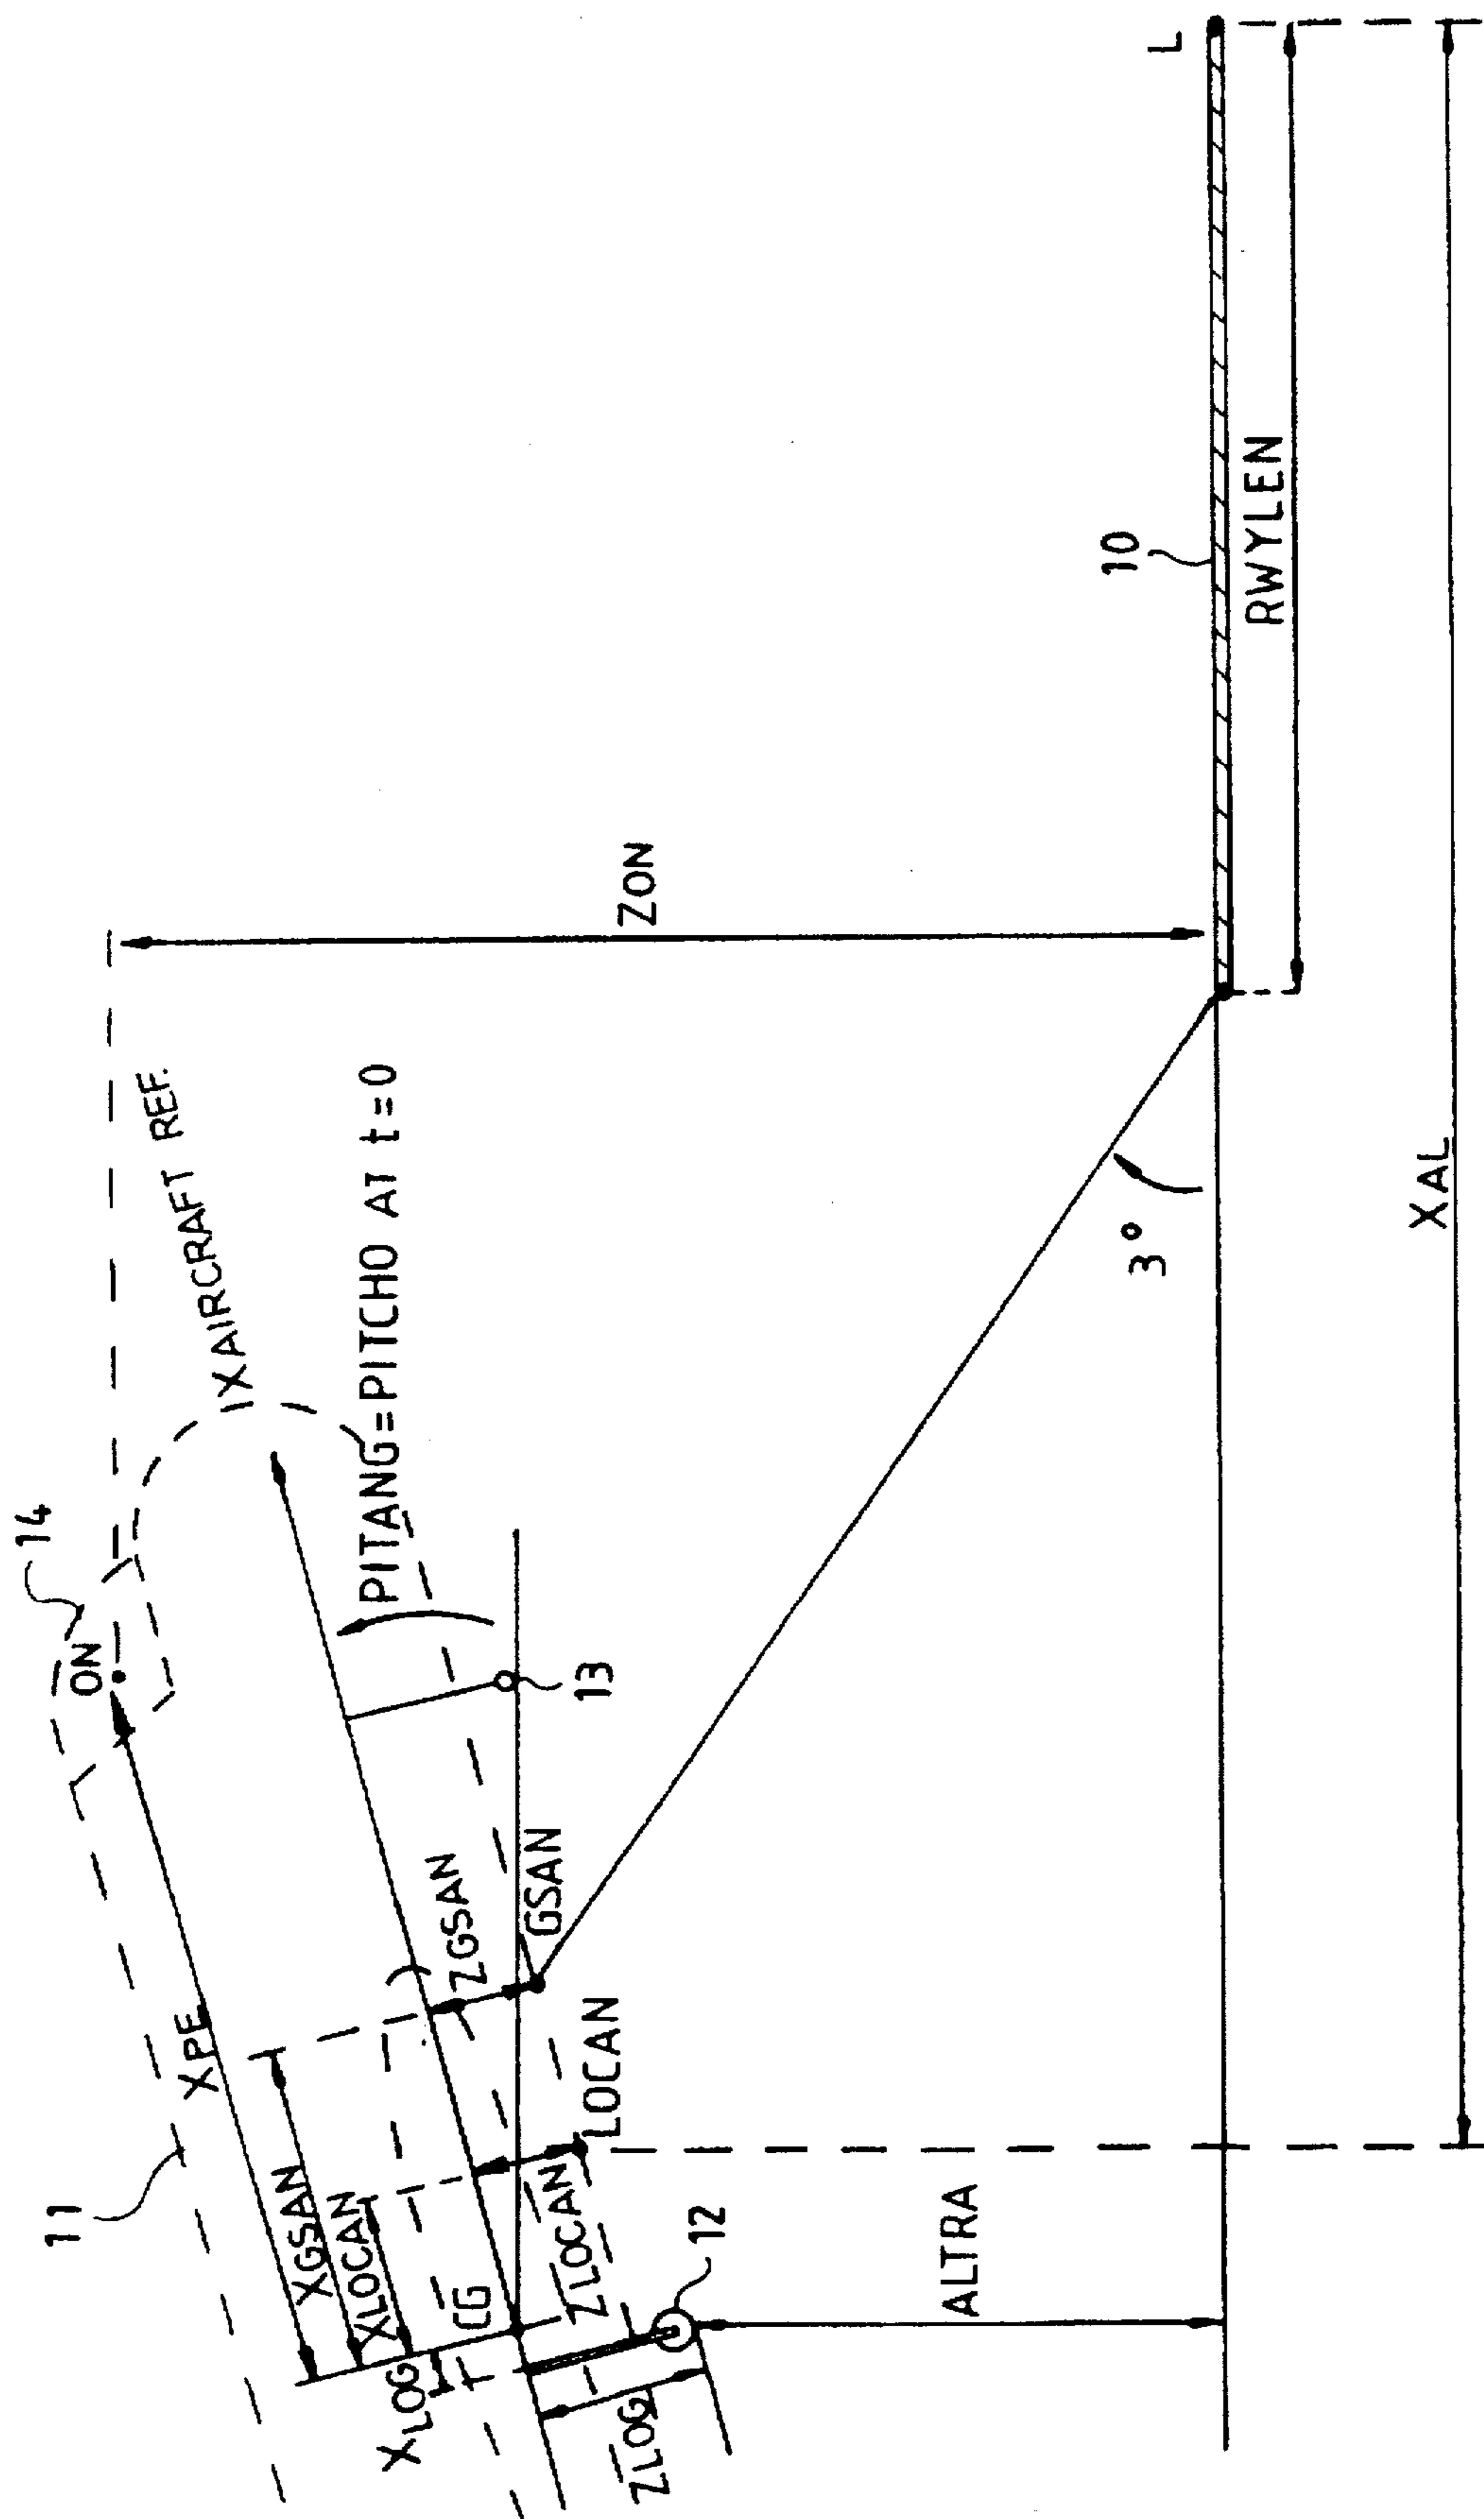 14
ON
11
XPE
X AIRCRAFT REF.
XGSAN
XLOCAN
XLOG
CG
ZGSAN
PITANG=PITCHO AT t=0
GSAN
13
LOCAN
ZLOCAN
12
ZLOG
ZON
ALTRA
3°
10
L
RWYLEN
XAL